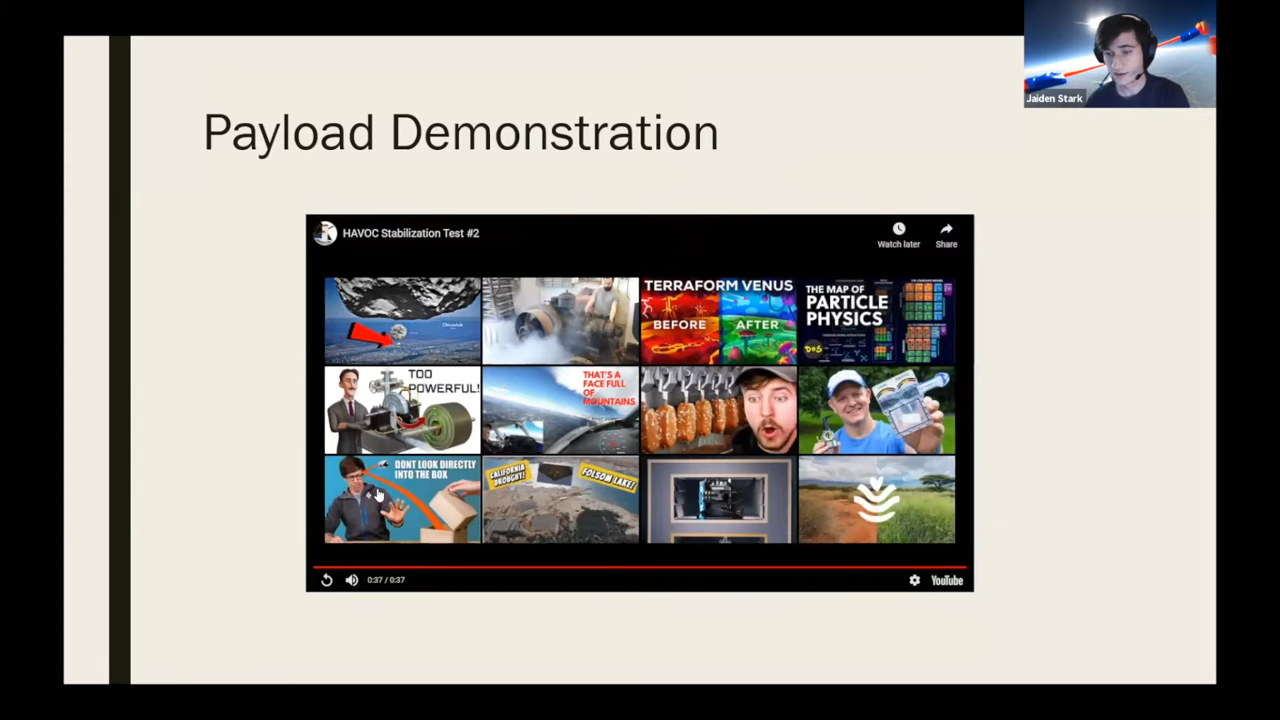 Jaiden Stark
Payload Demonstration
HAVOC Stabilization Test #2
Watch later
Share
TERRAFORM VENUS
BEFORE
AFTER
THE MAP OF
PARTICLE
PHYSICS
DOS
TOO
POWERFUL!
THAT'S A
FACE FULL
OF
MOUNTAINS
DONT LOOK DIRECTLY
INTO THE BOX
CALIFORNIA
DROUGHT!
FOLSOM LAKE!
0:37 / 0:37
YouTube